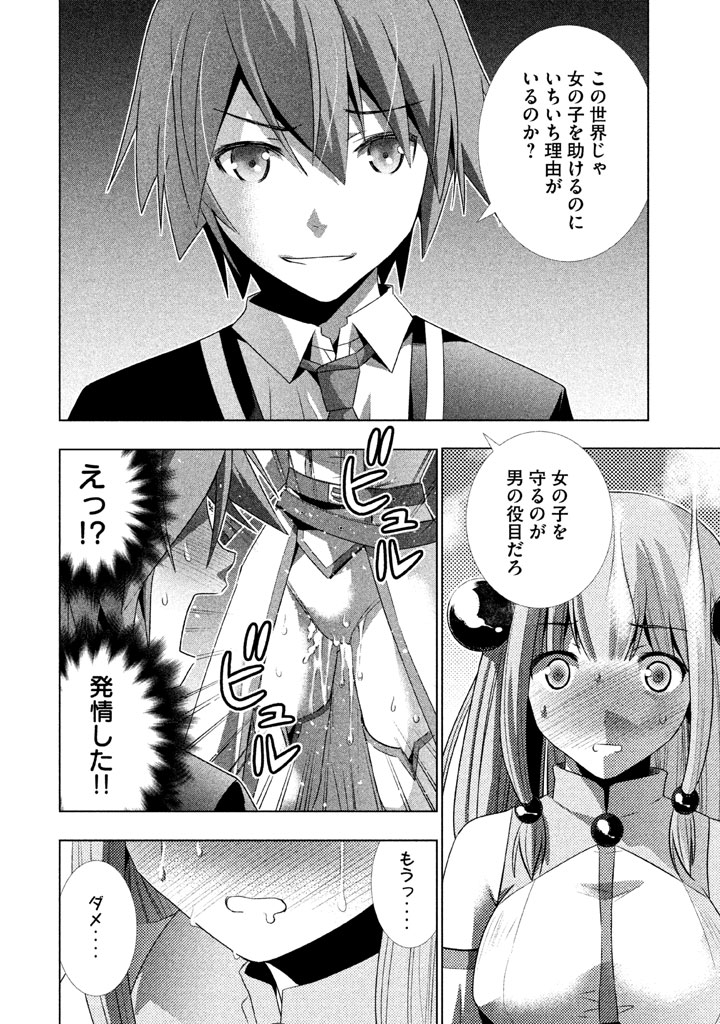 この世界じゃ
女の子を助けるのに
いちいち理由が
いるのか?
女の子を
守るのが
男の役目だろ
ビュル
ビュル
えっ!?
発情した!!
もうっ‥‥
ダメ‥‥